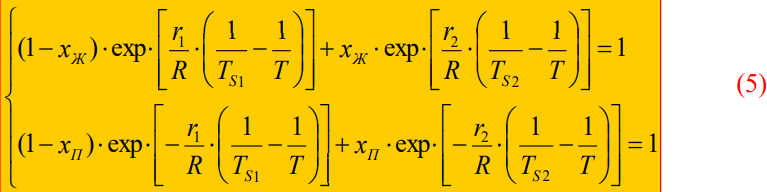 (1−x_Ж)·exp·[r₁/R·(1/T_S1 − 1/T)] + x_Ж·exp·[r₂/R·(1/T_S2 − 1/T)] = 1
(5)
(1−x_П)·exp·[−r₁/R·(1/T_S1 − 1/T)] + x_П·exp·[−r₂/R·(1/T_S2 − 1/T)] = 1